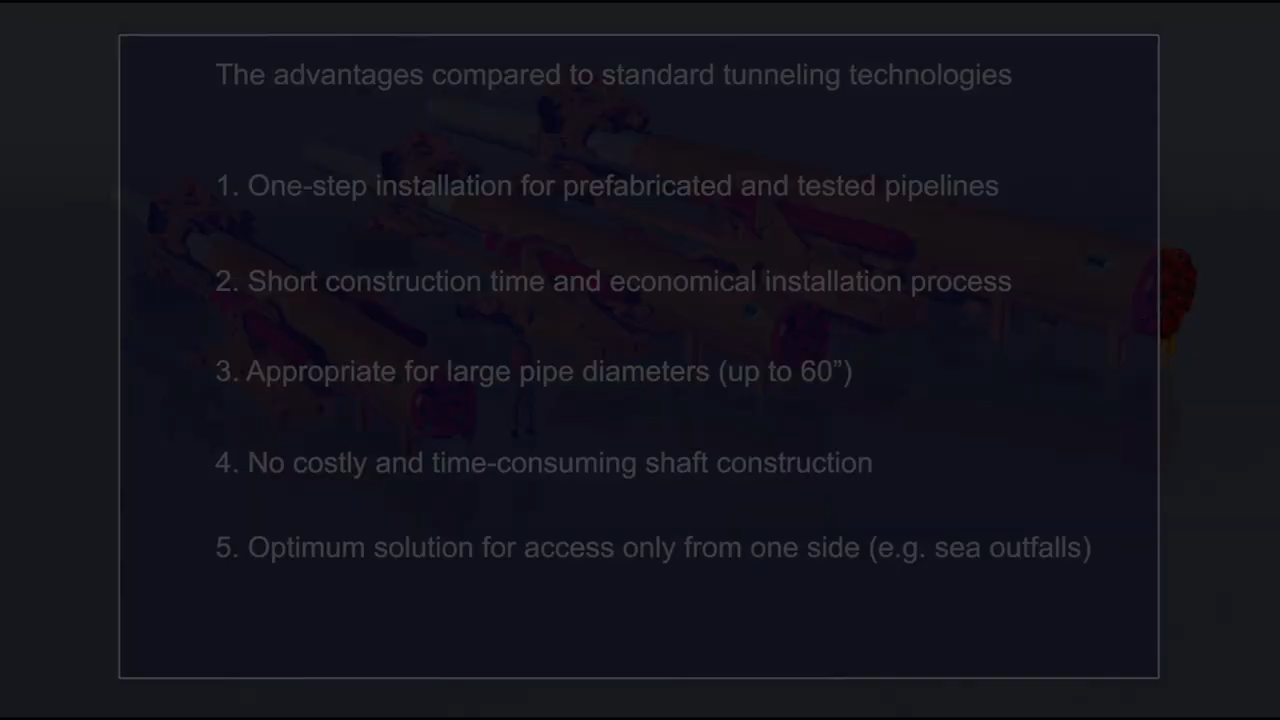 The advantages compared to standard tunneling technologies
1. One-step installation for prefabricated and tested pipelines
2. Short construction time and economical installation process
3. Appropriate for large pipe diameters (up to 60”)
4. No costly and time-consuming shaft construction
5. Optimum solution for access only from one side (e.g. sea outfalls)